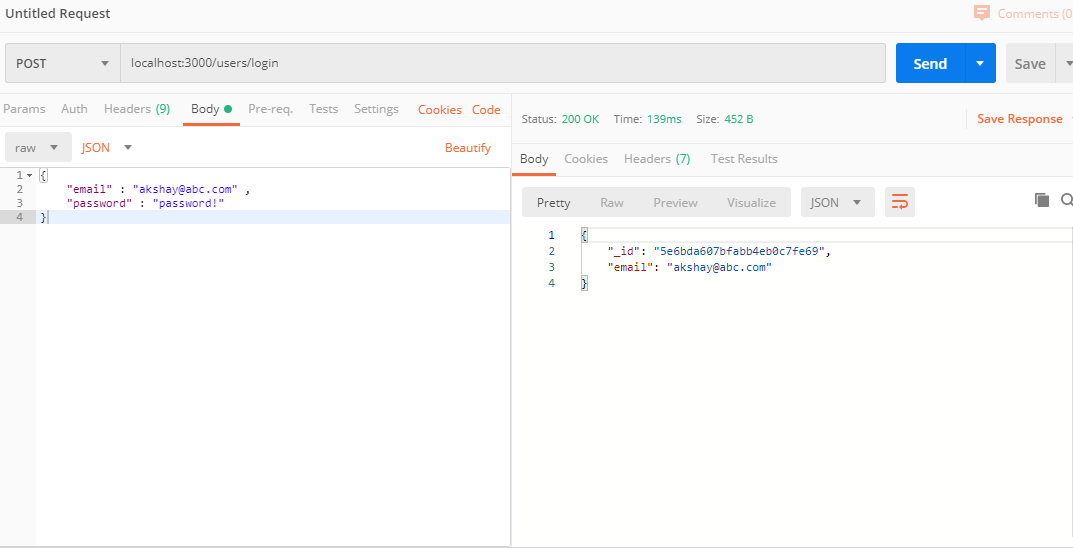 Untitled Request
Comments (0
POST
localhost:3000/users/login
Send
Save
Params Auth Headers (9) Body Pre-req. Tests Settings Cookies Code
raw JSON Beautify
1 {
2 "email" : "akshay@abc.com" ,
3 "password" : "password!"
4 }
Status: 200 OK Time: 139ms Size: 452 B Save Response
Body Cookies Headers (7) Test Results
Pretty Raw Preview Visualize JSON
1 {
2 "_id": "5e6bda607bfabb4eb0c7fe69",
3 "email": "akshay@abc.com"
4 }